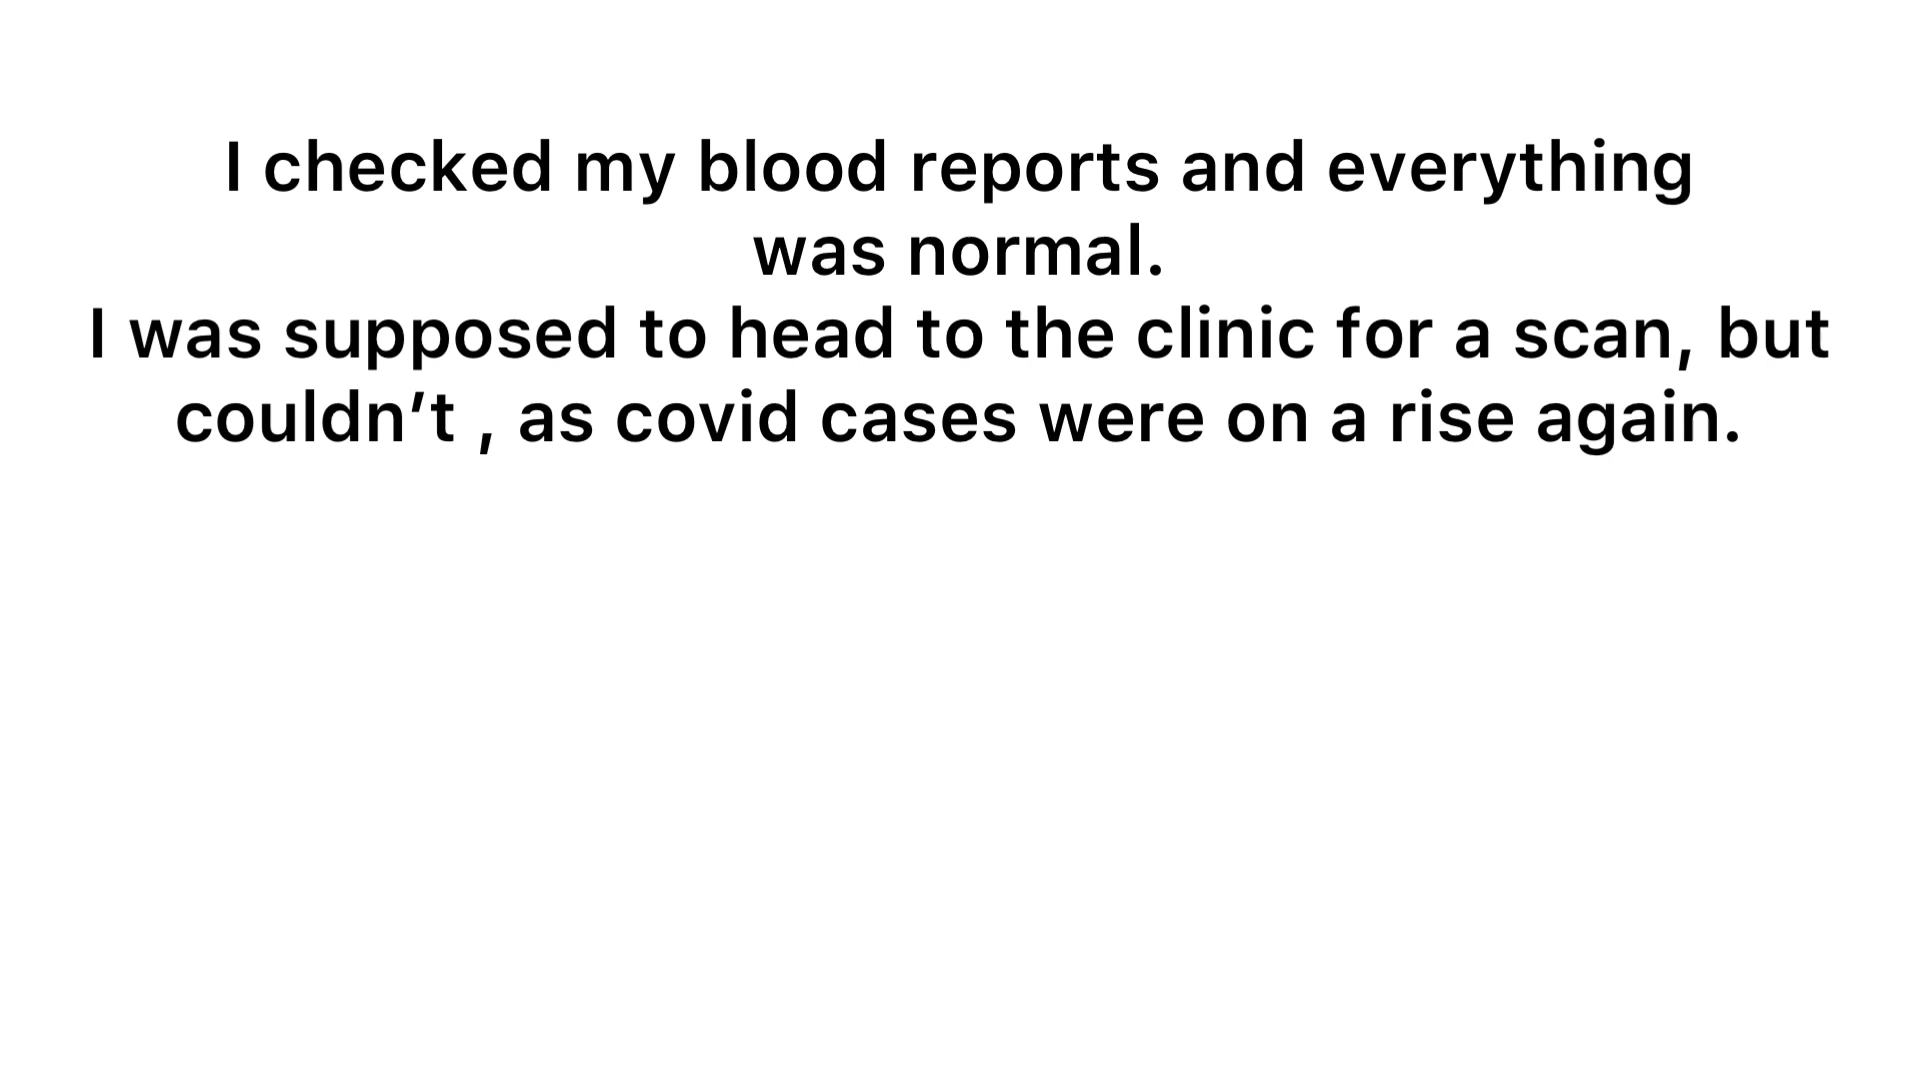 I checked my blood reports and everything
was normal.
I was supposed to head to the clinic for a scan, but
couldn’t , as covid cases were on a rise again.